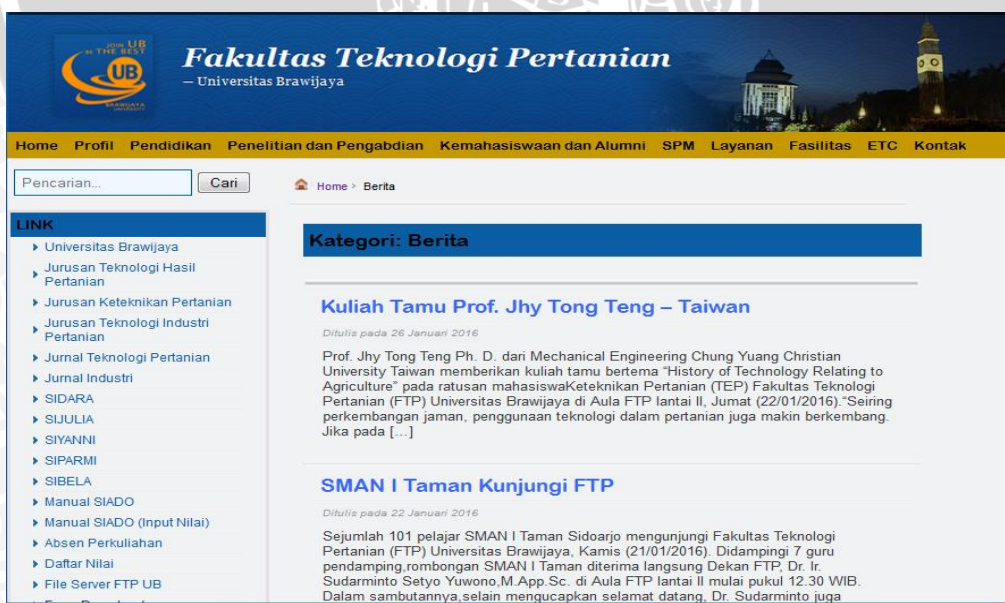 JOIN UB
BE THE BEST
UB
BRAWIJAYA
UNIVERSITY
Fakultas Teknologi Pertanian
— Universitas Brawijaya
Home Profil Pendidikan Penelitian dan Pengabdian Kemahasiswaan dan Alumni SPM Layanan Fasilitas ETC Kontak
Pencarian... Cari
Home > Berita
LINK
Universitas Brawijaya
Jurusan Teknologi Hasil
Pertanian
Jurusan Keteknikan Pertanian
Jurusan Teknologi Industri
Pertanian
Jurnal Teknologi Pertanian
Jurnal Industri
SIDARA
SIJULIA
SIYANNI
SIPARMI
SIBELA
Manual SIADO
Manual SIADO (Input Nilai)
Absen Perkuliahan
Daftar Nilai
File Server FTP UB
Kategori: Berita
Kuliah Tamu Prof. Jhy Tong Teng – Taiwan
Ditulis pada 26 Januari 2016
Prof. Jhy Tong Teng Ph. D. dari Mechanical Engineering Chung Yuang Christian
University Taiwan memberikan kuliah tamu bertema “History of Technology Relating to
Agriculture” pada ratusan mahasiswaKeteknikan Pertanian (TEP) Fakultas Teknologi
Pertanian (FTP) Universitas Brawijaya di Aula FTP lantai II, Jumat (22/01/2016).“Seiring
perkembangan jaman, penggunaan teknologi dalam pertanian juga makin berkembang.
Jika pada […]
SMAN I Taman Kunjungi FTP
Ditulis pada 22 Januari 2016
Sejumlah 101 pelajar SMAN I Taman Sidoarjo mengunjungi Fakultas Teknologi
Pertanian (FTP) Universitas Brawijaya, Kamis (21/01/2016). Didampingi 7 guru
pendamping,rombongan SMAN I Taman diterima langsung Dekan FTP, Dr. Ir.
Sudarminto Setyo Yuwono,M.App.Sc. di Aula FTP lantai II mulai pukul 12.30 WIB.
Dalam sambutannya,selain mengucapkan selamat datang, Dr. Sudarminto juga